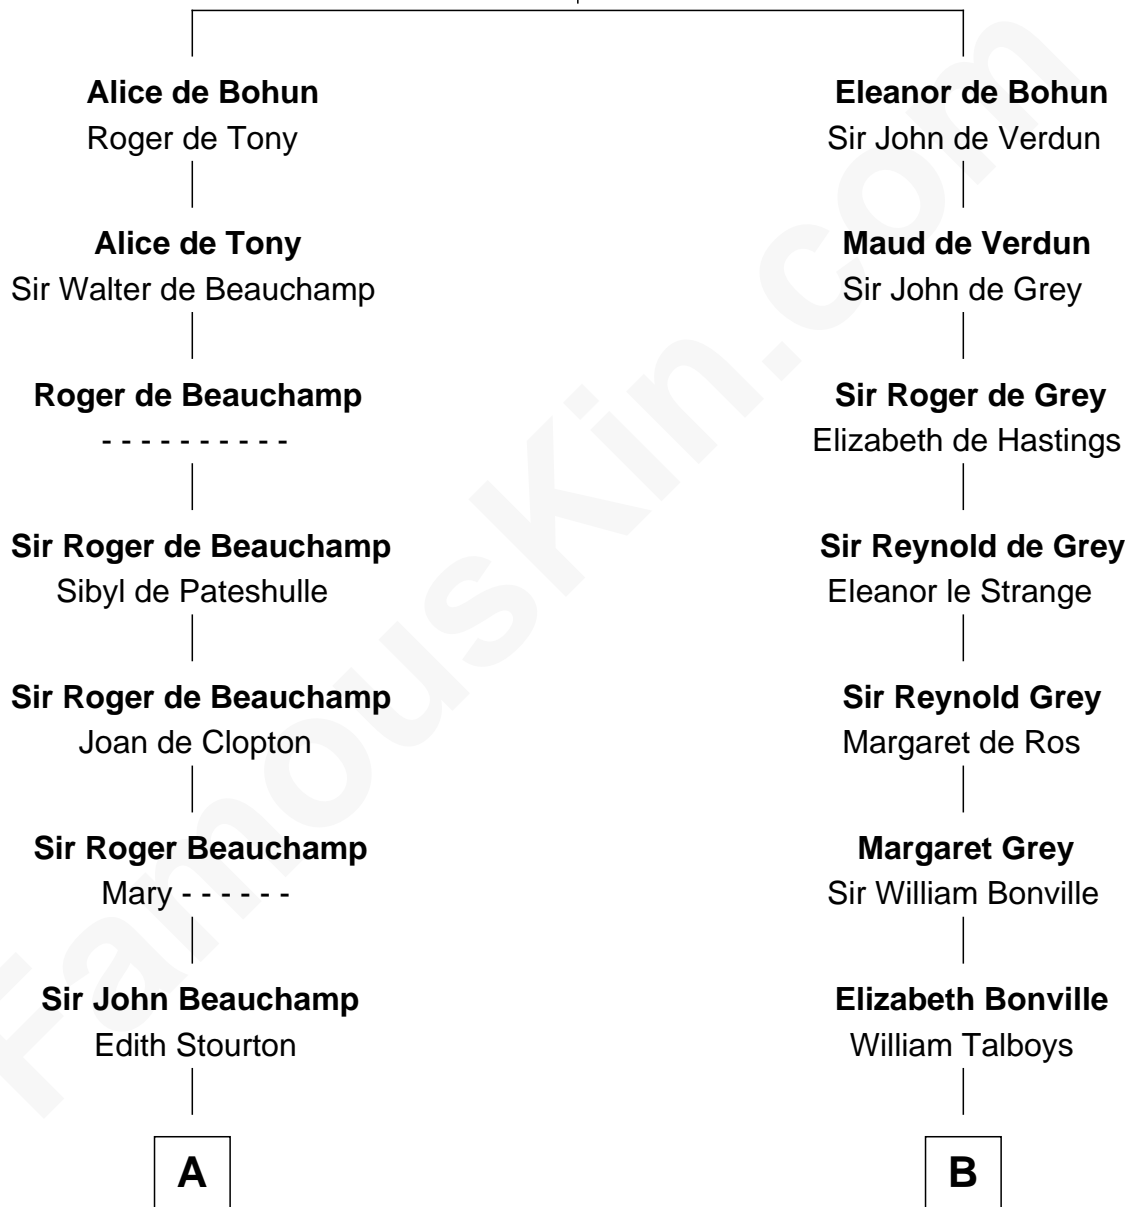 Alice de Bohun
Roger de Tony
Alice de Tony
Sir Walter de Beauchamp
Roger de Beauchamp
- - - - - - - - - -
Sir Roger de Beauchamp
Sibyl de Pateshulle
Sir Roger de Beauchamp
Joan de Clopton
Sir Roger Beauchamp
Mary - - - - - -
Sir John Beauchamp
Edith Stourton
A
Eleanor de Bohun
Sir John de Verdun
Maud de Verdun
Sir John de Grey
Sir Roger de Grey
Elizabeth de Hastings
Sir Reynold de Grey
Eleanor le Strange
Sir Reynold Grey
Margaret de Ros
Margaret Grey
Sir William Bonville
Elizabeth Bonville
William Talboys
B
FamousKin.com